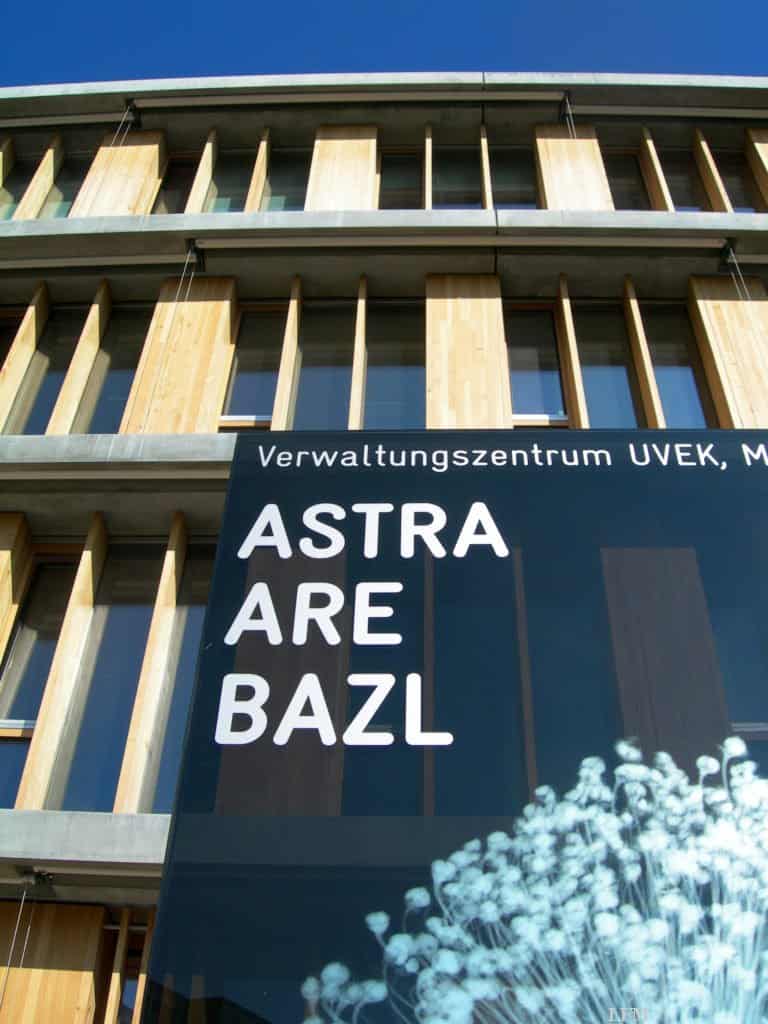 Verwaltungszentrum UVEK, M
ASTRA
ARE
BAZL